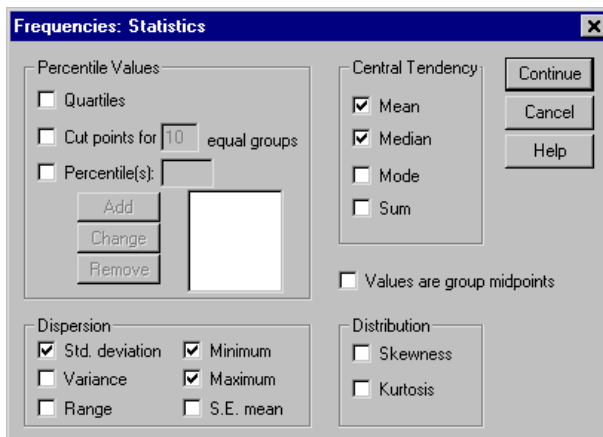 Frequencies: Statistics
Percentile Values
Quartiles
Cut points for 10 equal groups
Percentile(s):
Add
Change
Remove
Central Tendency
Mean
Median
Mode
Sum
Continue
Cancel
Help
Values are group midpoints
Dispersion
Std. deviation Minimum
Variance Maximum
Range S.E. mean
Distribution
Skewness
Kurtosis